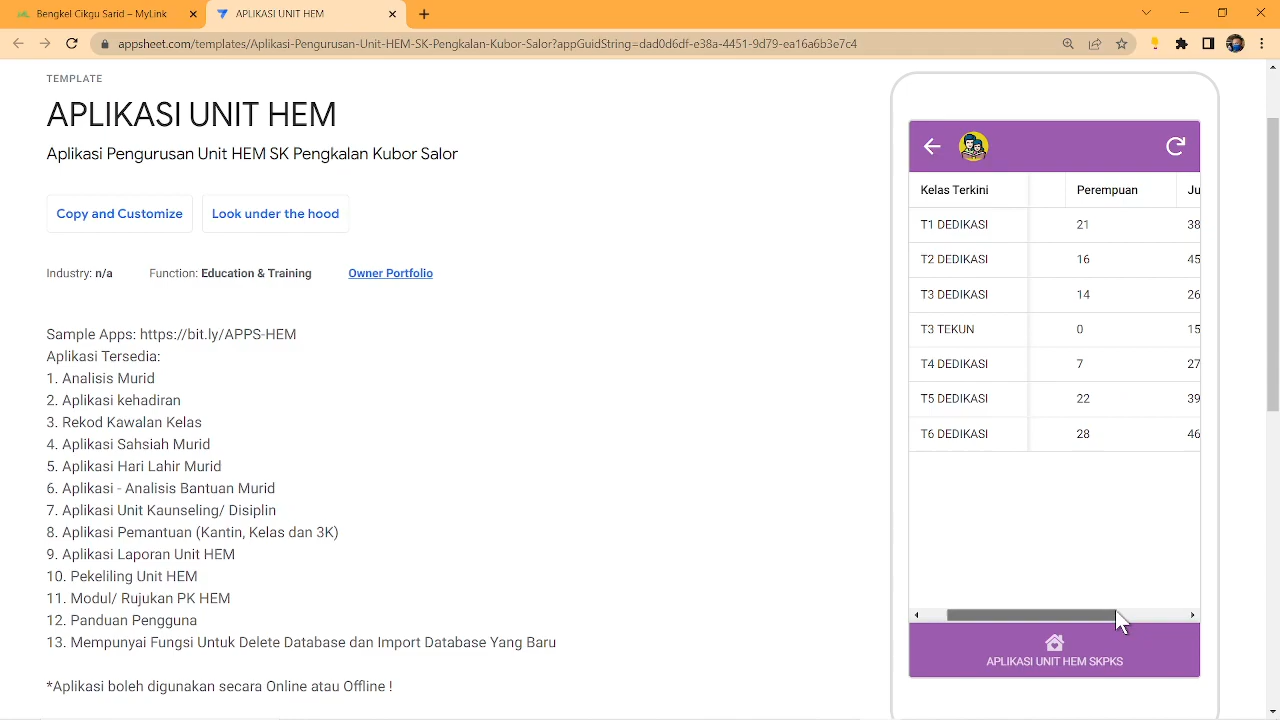 Bengkel Cikgu Sarid – MyLink
APLIKASI UNIT HEM
appsheet.com/templates/Aplikasi-Pengurusan-Unit-HEM-SK-Pengkalan-Kubor-Salor?appGuidString=dad0d6df-e38a-4451-9d79-ea16a6b3e7c4
TEMPLATE
APLIKASI UNIT HEM
Aplikasi Pengurusan Unit HEM SK Pengkalan Kubor Salor
Copy and Customize
Look under the hood
Industry: n/a Function: Education & Training Owner Portfolio
Sample Apps: https://bit.ly/APPS-HEM
Aplikasi Tersedia:
1. Analisis Murid
2. Aplikasi kehadiran
3. Rekod Kawalan Kelas
4. Aplikasi Sahsiah Murid
5. Aplikasi Hari Lahir Murid
6. Aplikasi - Analisis Bantuan Murid
7. Aplikasi Unit Kaunseling/ Disiplin
8. Aplikasi Pemantuan (Kantin, Kelas dan 3K)
9. Aplikasi Laporan Unit HEM
10. Pekeliling Unit HEM
11. Modul/ Rujukan PK HEM
12. Panduan Pengguna
13. Mempunyai Fungsi Untuk Delete Database dan Import Database Yang Baru
*Aplikasi boleh digunakan secara Online atau Offline !
Kelas Terkini Perempuan Ju
T1 DEDIKASI 21 38
T2 DEDIKASI 16 45
T3 DEDIKASI 14 26
T3 TEKUN 0 15
T4 DEDIKASI 7 27
T5 DEDIKASI 22 39
T6 DEDIKASI 28 46
APLIKASI UNIT HEM SKPKS